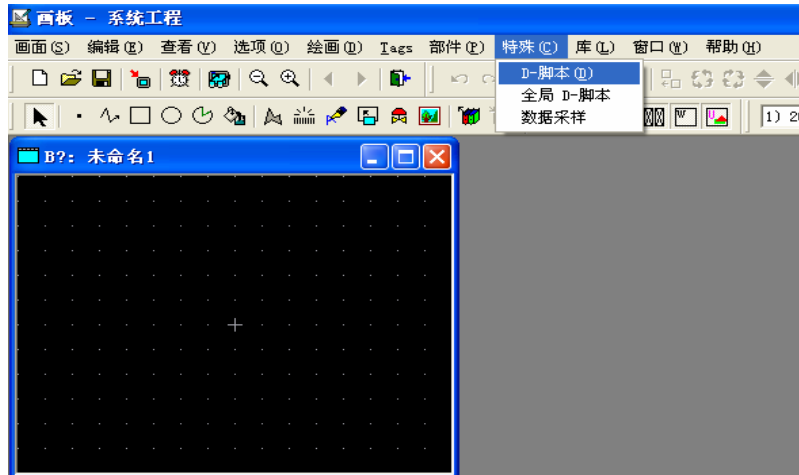 画板 - 系统工程
画面(S) 编辑(E) 查看(V) 选项(O) 绘画(D) Tags 部件(P) 特殊(C) 库(L) 窗口(W) 帮助(H)
D-脚本(D)
全局 D-脚本
数据采样
1) 2
B?: 未命名1